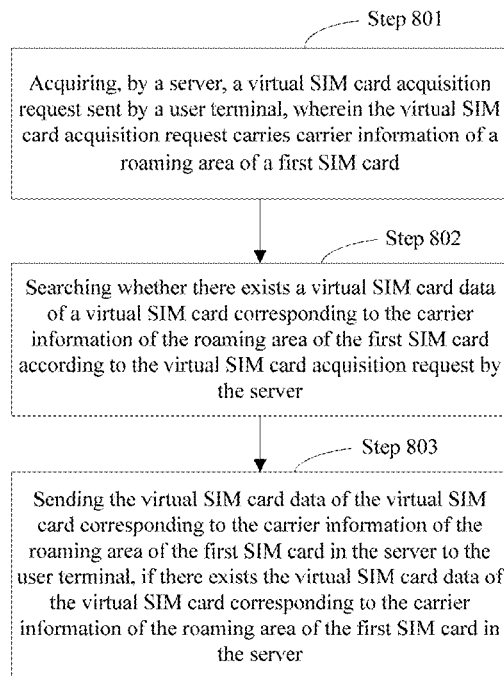 Step 801
Acquiring, by a server, a virtual SIM card acquisition
request sent by a user terminal, wherein the virtual SIM
card acquisition request carries carrier information of a
roaming area of a first SIM card
Step 802
Searching whether there exists a virtual SIM card data
of a virtual SIM card corresponding to the carrier
information of the roaming area of the first SIM card
according to the virtual SIM card acquisition request by
the server
Step 803
Sending the virtual SIM card data of the virtual SIM
card corresponding to the carrier information of the
roaming area of the first SIM card in the server to the
user terminal, if there exists the virtual SIM card data of
the virtual SIM card corresponding to the carrier
information of the roaming area of the first SIM card in
the server